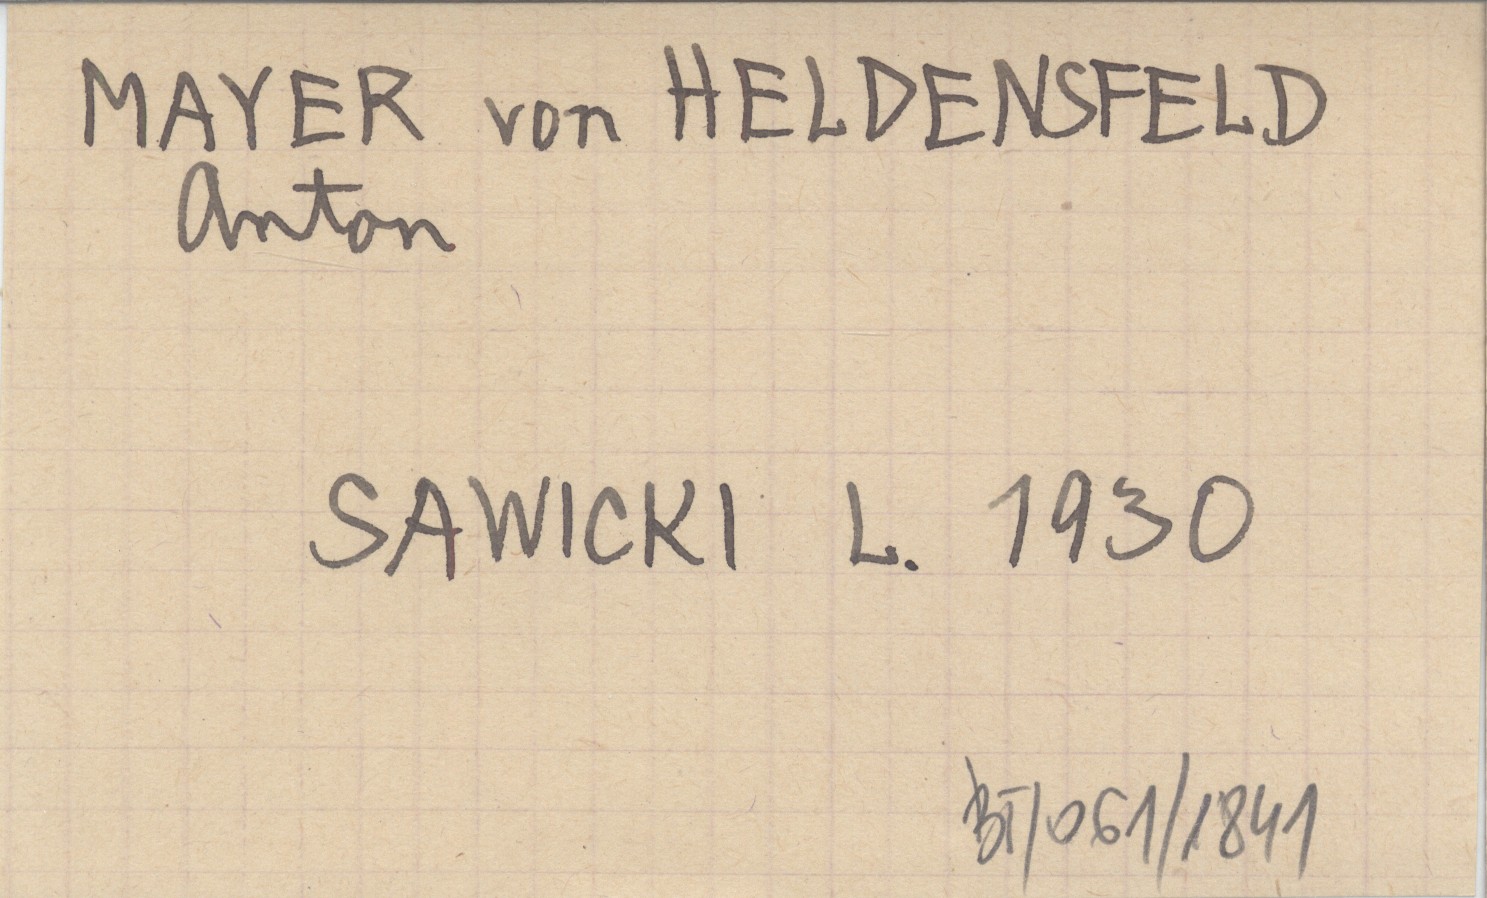 MAYER von HELDENSFELD
Anton
SAWICKI L. 1930
BT/061/1841